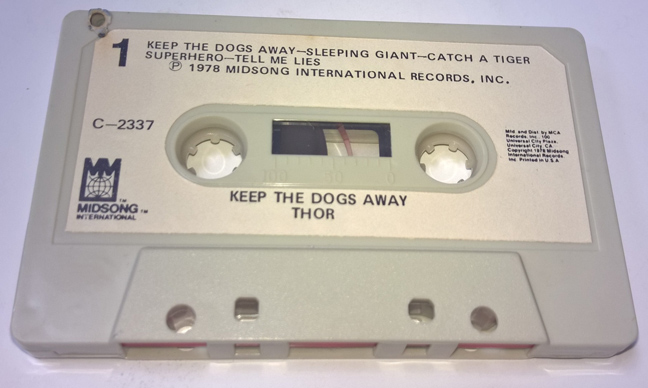 1
KEEP THE DOGS AWAY—SLEEPING GIANT—CATCH A TIGER
SUPERHERO—TELL ME LIES
℗ 1978 MIDSONG INTERNATIONAL RECORDS, INC.
C—2337
Mfd. and Dist. by MCA
Records, Inc., 100
Universal City Plaza,
Universal City, CA
Copyright 1978 Midsong
International Records
Inc. Printed in U.S.A
MIDSONG™
INTERNATIONAL
100 50 0
KEEP THE DOGS AWAY
THOR